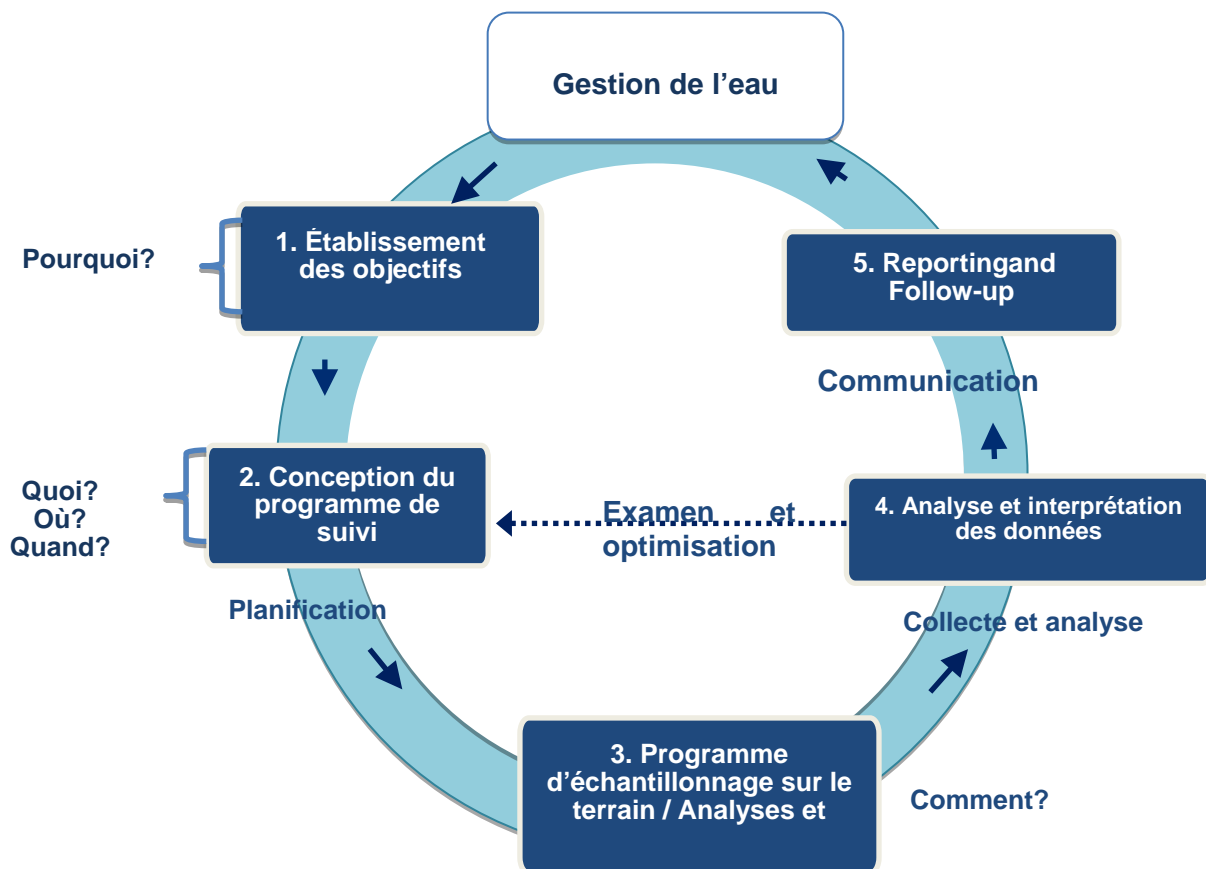 Gestion de l’eau
Pourquoi?
1. Établissement
des objectifs
5. Reportingand
Follow-up
Communication
Quoi?
Où?
Quand?
2. Conception du
programme de
suivi
Examen et
optimisation
4. Analyse et interprétation
des données
Planification
Collecte et analyse
3. Programme
d’échantillonnage sur le
terrain / Analyses et
Comment?